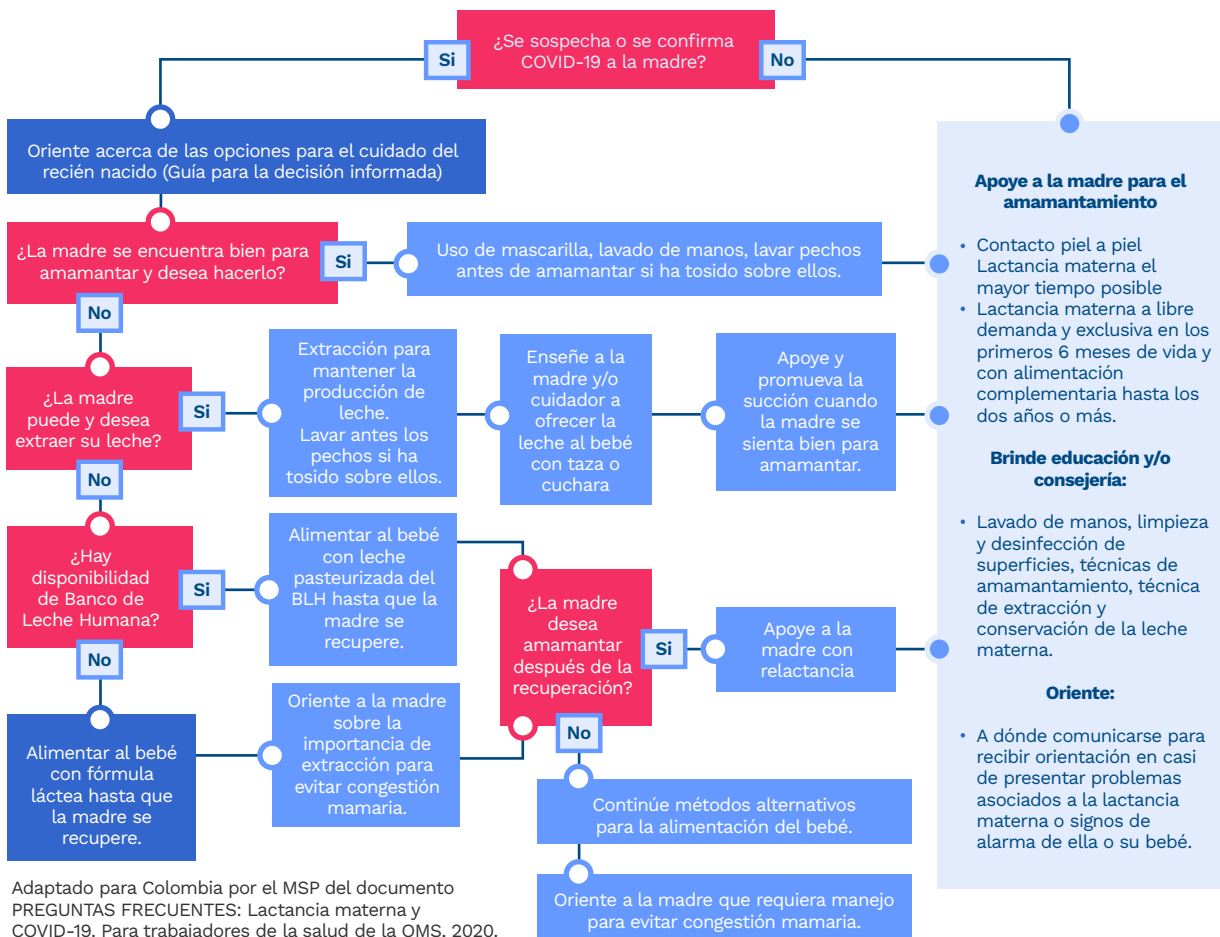 ¿Se sospecha o se confirma
COVID-19 a la madre?
Si
No
Oriente acerca de las opciones para el cuidado del
recién nacido (Guía para la decisión informada)
¿La madre se encuentra bien para
amamantar y desea hacerlo?
Si
Uso de mascarilla, lavado de manos, lavar pechos
antes de amamantar si ha tosido sobre ellos.
No
¿La madre
puede y desea
extraer su leche?
Si
Extracción para
mantener la
producción de
leche.
Lavar antes los
pechos si ha
tosido sobre ellos.
Enseñe a la
madre y/o
cuidador a
ofrecer la
leche al bebé
con taza o
cuchara
Apoye y
promueva la
succión cuando
la madre se
sienta bien para
amamantar.
No
¿Hay
disponibilidad
de Banco de
Leche Humana?
Si
Alimentar al bebé
con leche
pasteurizada del
BLH hasta que la
madre se
recupere.
¿La madre
desea
amamantar
después de la
recuperación?
Si
Apoye a la
madre con
relactancia
No
Alimentar al bebé
con fórmula
láctea hasta que
la madre se
recupere.
Oriente a la madre
sobre la
importancia de
extracción para
evitar congestión
mamaria.
No
Continúe métodos alternativos
para la alimentación del bebé.
Oriente a la madre que requiera manejo
para evitar congestión mamaria.
Apoye a la madre para el
amamantamiento
• Contacto piel a piel
Lactancia materna el
mayor tiempo posible
• Lactancia materna a libre
demanda y exclusiva en los
primeros 6 meses de vida y
con alimentación
complementaria hasta los
dos años o más.
Brinde educación y/o
consejería:
• Lavado de manos, limpieza
y desinfección de
superficies, técnicas de
amamantamiento, técnica
de extracción y
conservación de la leche
materna.
Oriente:
• A dónde comunicarse para
recibir orientación en casi
de presentar problemas
asociados a la lactancia
materna o signos de
alarma de ella o su bebé.
Adaptado para Colombia por el MSP del documento
PREGUNTAS FRECUENTES: Lactancia materna y
COVID-19. Para trabajadores de la salud de la OMS, 2020.